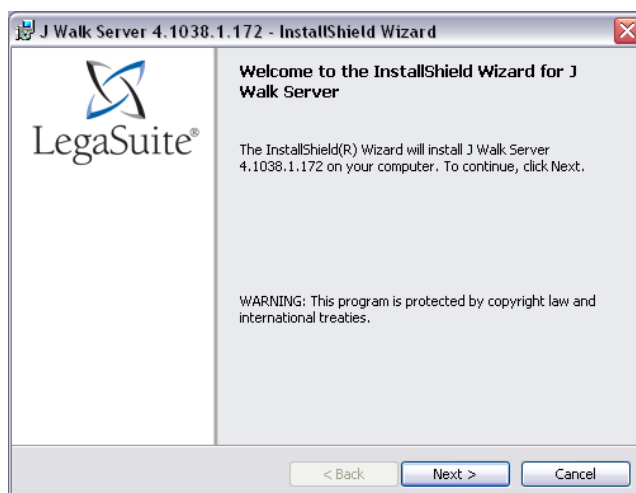 J Walk Server 4.1038.1.172 - InstallShield Wizard
LegaSuite®
Welcome to the InstallShield Wizard for J
Walk Server
The InstallShield(R) Wizard will install J Walk Server
4.1038.1.172 on your computer. To continue, click Next.
WARNING: This program is protected by copyright law and
international treaties.
< Back
Next >
Cancel